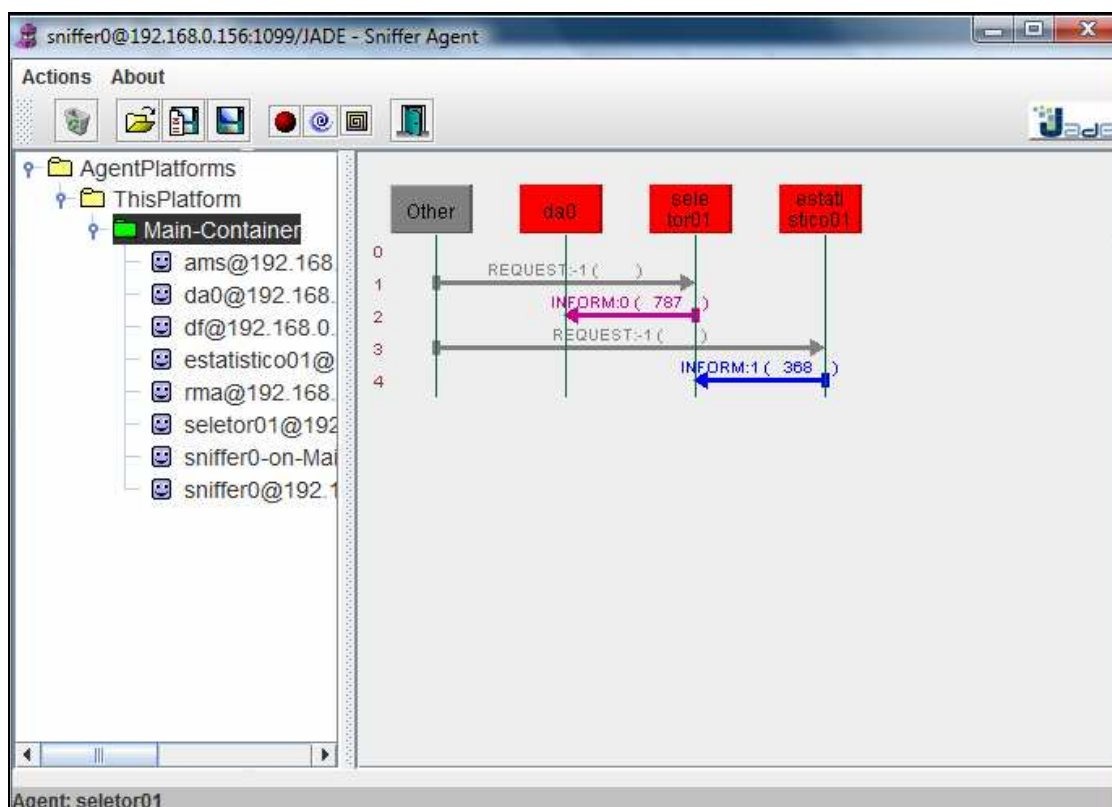 sniffer0@192.168.0.156:1099/JADE - Sniffer Agent
Actions About
Jade
AgentPlatforms
ThisPlatform
Main-Container
ams@192.168.
da0@192.168.
df@192.168.0.
estatistico01@
rma@192.168.
seletor01@192
sniffer0-on-Mai
sniffer0@192.1
Other
da0
sele
tor01
estati
stico01
0
REQUEST:-1 ( )
1
INFORM:0 ( 787 )
2
REQUEST:-1 ( )
3
INFORM:1 ( 368 )
4
Agent: seletor01